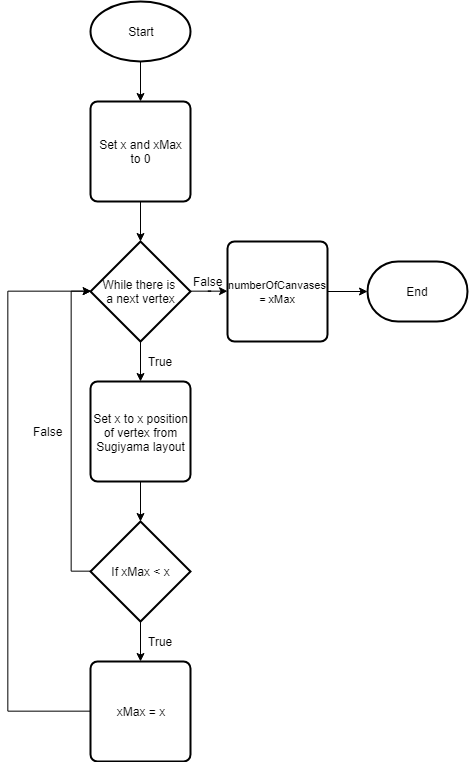 Start
Set x and xMax
to 0
While there is
a next vertex
False
numberOfCanvases
= xMax
End
True
Set x to x position
of vertex from
Sugiyama layout
False
If xMax < x
True
xMax = x